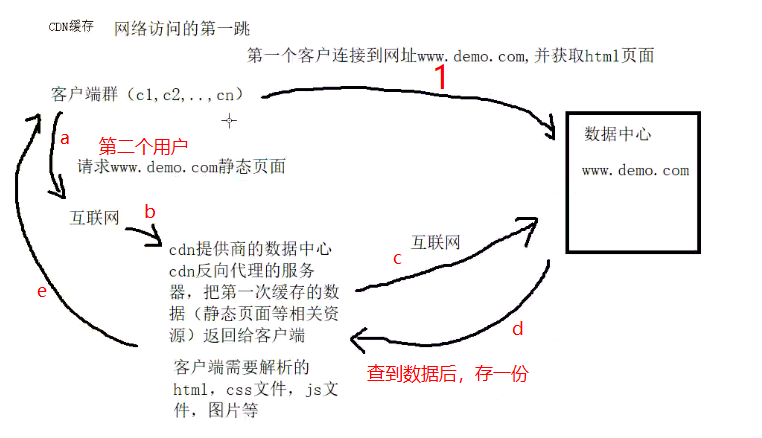 CDN缓存
网络访问的第一跳
第一个客户连接到网址www.demo.com,并获取html页面
1
客户端群（c1,c2,..,cn）
数据中心
www.demo.com
a
第二个用户
请求www.demo.com静态页面
互联网
b
cdn提供商的数据中心
cdn反向代理的服务
器，把第一次缓存的数
据（静态页面等相关资
源）返回给客户端
c
互联网
e
d
客户端需要解析的
html，css文件，js文
件，图片等
查到数据后，存一份